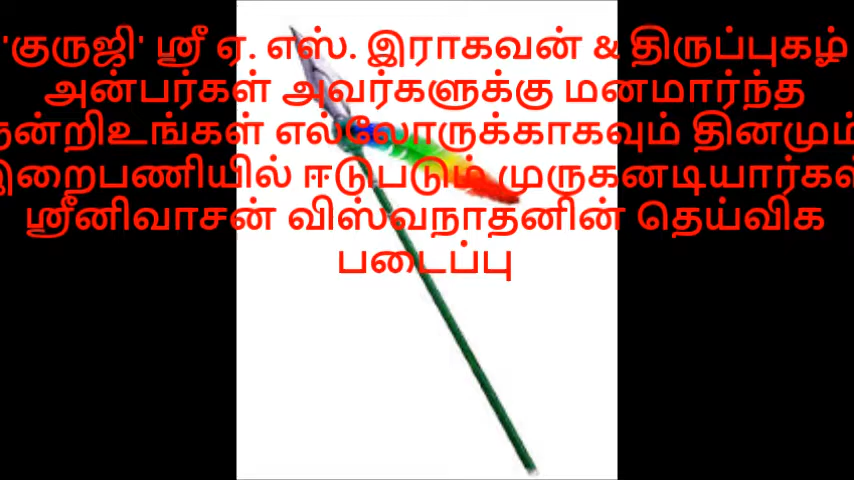 'குருஜி' ஸ்ரீ ஏ. எஸ். இராகவன் & திருப்புகழ்
அன்பர்கள் அவர்களுக்கு மனமார்ந்த
நன்றிஉங்கள் எல்லோருக்காகவும் தினமும்
இறைபணியில் ஈடுபடும் முருகனடியார்கள்
ஸ்ரீனிவாசன் விஸ்வநாதனின் தெய்விக
படைப்பு